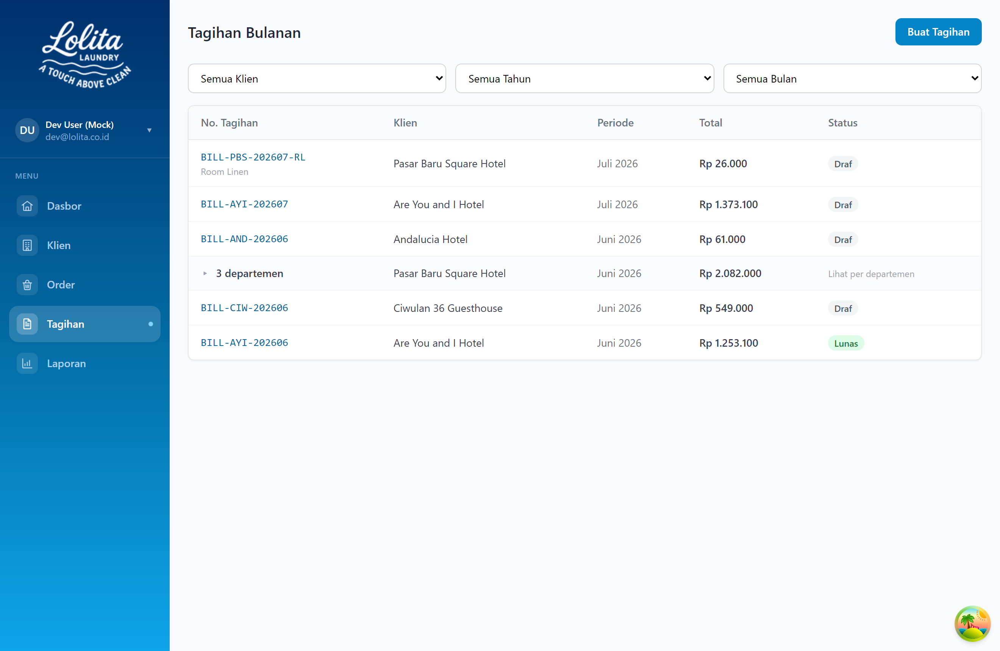 Lolita
LAUNDRY
A TOUCH ABOVE CLEAN
DU
Dev User (Mock)
dev@lolita.co.id
MENU
Dasbor
Klien
Order
Tagihan
Laporan
Tagihan Bulanan
Buat Tagihan
Semua Klien
Semua Tahun
Semua Bulan
No. Tagihan Klien Periode Total Status
BILL-PBS-202607-RL Pasar Baru Square Hotel Juli 2026 Rp 26.000 Draf
Room Linen
BILL-AYI-202607 Are You and I Hotel Juli 2026 Rp 1.373.100 Draf
BILL-AND-202606 Andalucia Hotel Juni 2026 Rp 61.000 Draf
3 departemen Pasar Baru Square Hotel Juni 2026 Rp 2.082.000 Lihat per departemen
BILL-CIW-202606 Ciwulan 36 Guesthouse Juni 2026 Rp 549.000 Draf
BILL-AYI-202606 Are You and I Hotel Juni 2026 Rp 1.253.100 Lunas